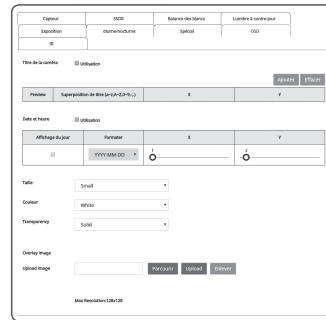 Capteur SSDR Balance des blancs Lumière à contre-jour
Exposition diurne/nocturne Spécial OSD
IR
Titre de la caméra Utilisation
Ajouter Effacer
Preview Superposition de titre (a~z,A~Z,0~9,-,.) X Y
Date et heure Utilisation
Affichage du jour Formater X Y
YYYY-MM-DD 1 2
Taille Small
Couleur White
Transparency Solid
Overlay Image
Upload Image Parcourir Upload Enlever
Max Resolution:128x128